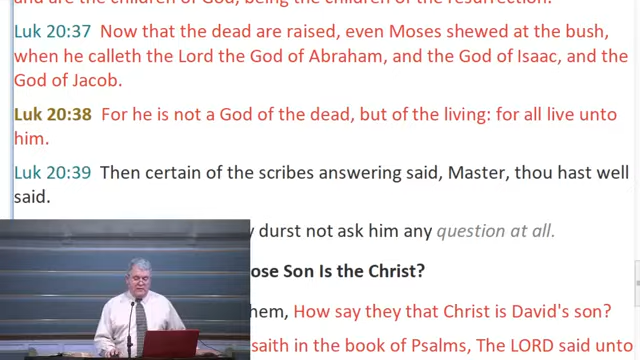 and are the children of God, being the children of the resurrection.
Luk 20:37 Now that the dead are raised, even Moses shewed at the bush,
when he calleth the Lord the God of Abraham, and the God of Isaac, and the
God of Jacob.
Luk 20:38 For he is not a God of the dead, but of the living: for all live unto
him.
Luk 20:39 Then certain of the scribes answering said, Master, thou hast well
said.
durst not ask him any question at all.
Son Is the Christ?
How say they that Christ is David's son?
saith in the book of Psalms, The LORD said unto